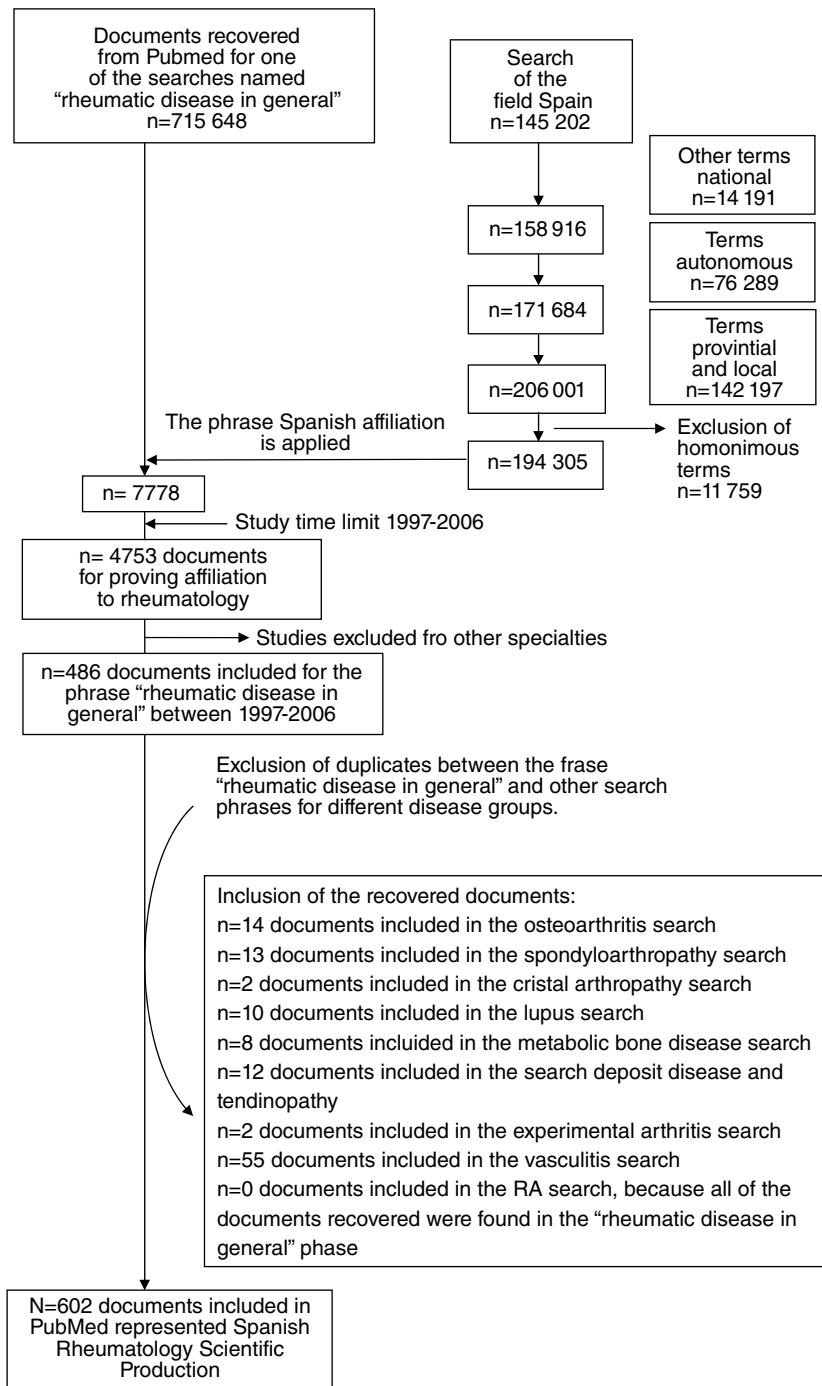 Documents recovered
from Pubmed for one
of the searches named
“rheumatic disease in general”
n=715 648
Search
of the
field Spain
n=145 202
Other terms
national
n=14 191
n=158 916
Terms
autonomous
n=76 289
n=171 684
Terms
provintial
and local
n=142 197
n=206 001
The phrase Spanish affiliation
is applied
Exclusion of
homonimous
terms
n=11 759
n=194 305
n= 7778
Study time limit 1997-2006
n= 4753 documents
for proving affiliation
to rheumatology
Studies excluded fro other specialties
n=486 documents included for the
phrase “rheumatic disease in
general” between 1997-2006
Exclusion of duplicates between the frase
“rheumatic disease in general” and other search
phrases for different disease groups.
Inclusion of the recovered documents:
n=14 documents included in the osteoarthritis search
n=13 documents included in the spondyloarthropathy search
n=2 documents included in the cristal arthropathy search
n=10 documents included in the lupus search
n=8 documents incluided in the metabolic bone disease search
n=12 documents included in the search deposit disease and
tendinopathy
n=2 documents included in the experimental arthritis search
n=55 documents included in the vasculitis search
n=0 documents included in the RA search, because all of the
documents recovered were found in the “rheumatic disease in
general” phase
N=602 documents included in
PubMed represented Spanish
Rheumatology Scientific
Production